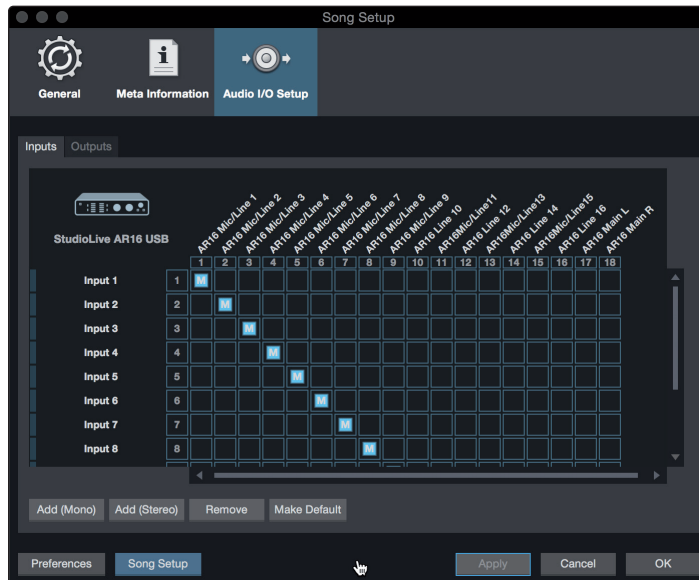 Song Setup
General Meta Information Audio I/O Setup
Inputs Outputs
StudioLive AR16 USB
AR16 Mic/Line 1
AR16 Mic/Line 2
AR16 Mic/Line 3
AR16 Mic/Line 4
AR16 Mic/Line 5
AR16 Mic/Line 6
AR16 Mic/Line 7
AR16 Mic/Line 8
AR16 Mic/Line 9
AR16 Line 10
AR16Mic/Line11
AR16 Line 12
AR16Mic/Line13
AR16 Line 14
AR16Mic/Line15
AR16 Line 16
AR16 Main L
AR16 Main R
1 2 3 4 5 6 7 8 9 10 11 12 13 14 15 16 17 18
Input 1 1 M
Input 2 2 M
Input 3 3 M
Input 4 4 M
Input 5 5 M
Input 6 6 M
Input 7 7 M
Input 8 8 M
Add (Mono) Add (Stereo) Remove Make Default
Preferences Song Setup Apply Cancel OK